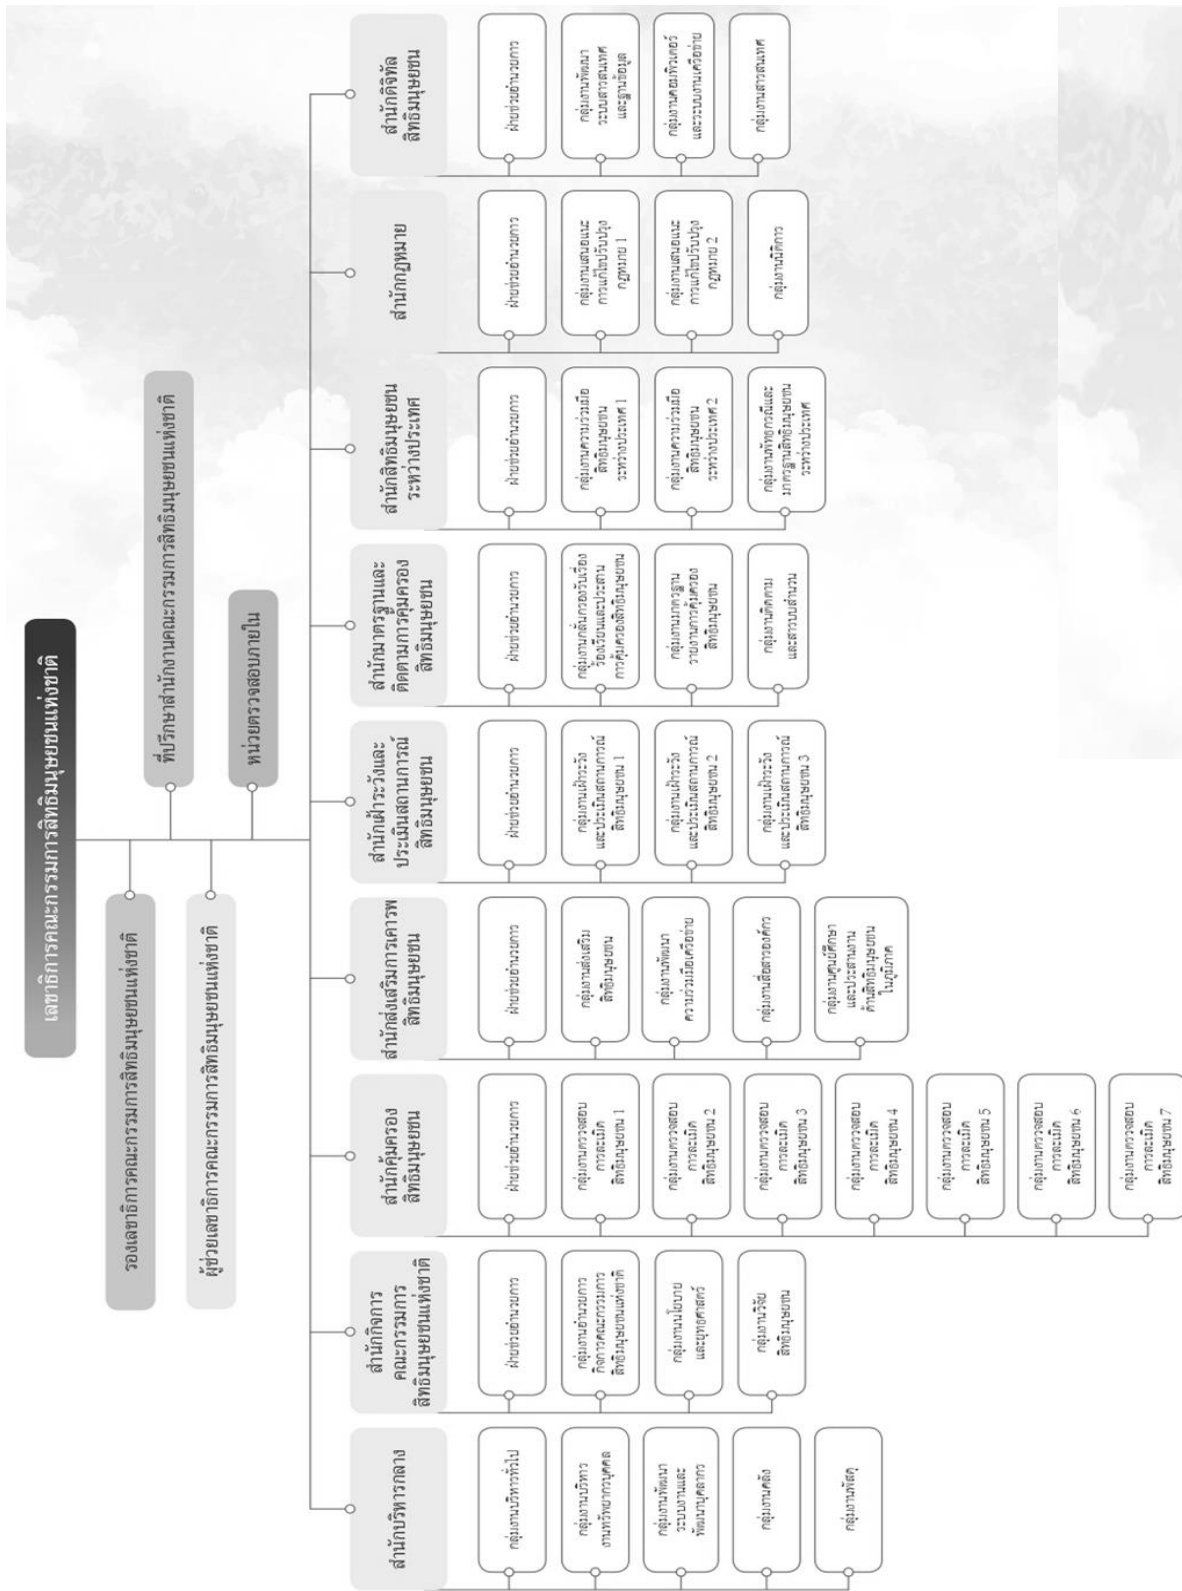 เลขาธิการคณะกรรมการสิทธิมนุษยชนแห่งชาติ
รองเลขาธิการคณะกรรมการสิทธิมนุษยชนแห่งชาติ
ที่ปรึกษาสำนักงานคณะกรรมการสิทธิมนุษยชนแห่งชาติ
ผู้ช่วยเลขาธิการคณะกรรมการสิทธิมนุษยชนแห่งชาติ
หน่วยตรวจสอบภายใน
สำนักบริหารกลาง
กลุ่มงานบริหารทั่วไป
กลุ่มงานบริหาร
งานทรัพยากรบุคคล
กลุ่มงานพัฒนา
ระบบงานและ
พัฒนาบุคลากร
กลุ่มงานคลัง
กลุ่มงานพัสดุ
สำนักกิจการ
คณะกรรมการ
สิทธิมนุษยชนแห่งชาติ
ฝ่ายช่วยอำนวยการ
กลุ่มงานอำนวยการ
กิจการคณะกรรมการ
สิทธิมนุษยชนแห่งชาติ
กลุ่มงานนโยบาย
และยุทธศาสตร์
กลุ่มงานวิจัย
สิทธิมนุษยชน
สำนักคุ้มครอง
สิทธิมนุษยชน
ฝ่ายช่วยอำนวยการ
กลุ่มงานตรวจสอบ
การละเมิด
สิทธิมนุษยชน 1
กลุ่มงานตรวจสอบ
การละเมิด
สิทธิมนุษยชน 2
กลุ่มงานตรวจสอบ
การละเมิด
สิทธิมนุษยชน 3
กลุ่มงานตรวจสอบ
การละเมิด
สิทธิมนุษยชน 4
กลุ่มงานตรวจสอบ
การละเมิด
สิทธิมนุษยชน 5
กลุ่มงานตรวจสอบ
การละเมิด
สิทธิมนุษยชน 6
กลุ่มงานตรวจสอบ
การละเมิด
สิทธิมนุษยชน 7
สำนักส่งเสริมการเคารพ
สิทธิมนุษยชน
ฝ่ายช่วยอำนวยการ
กลุ่มงานส่งเสริม
สิทธิมนุษยชน
กลุ่มงานพัฒนา
ความร่วมมือเครือข่าย
กลุ่มงานสื่อสารองค์กร
กลุ่มงานศูนย์ศึกษา
และประสานงาน
ด้านสิทธิมนุษยชน
ในภูมิภาค
สำนักเฝ้าระวังและ
ประเมินสถานการณ์
สิทธิมนุษยชน
ฝ่ายช่วยอำนวยการ
กลุ่มงานเฝ้าระวัง
และประเมินสถานการณ์
สิทธิมนุษยชน 1
กลุ่มงานเฝ้าระวัง
และประเมินสถานการณ์
สิทธิมนุษยชน 2
กลุ่มงานเฝ้าระวัง
และประเมินสถานการณ์
สิทธิมนุษยชน 3
สำนักมาตรฐานและ
ติดตามการคุ้มครอง
สิทธิมนุษยชน
ฝ่ายช่วยอำนวยการ
กลุ่มงานกลั่นกรองรับเรื่อง
ร้องเรียนและประสาน
การคุ้มครองสิทธิมนุษยชน
กลุ่มงานมาตรฐาน
รายงานการคุ้มครอง
สิทธิมนุษยชน
กลุ่มงานติดตาม
และสารบบสำนวน
สำนักสิทธิมนุษยชน
ระหว่างประเทศ
ฝ่ายช่วยอำนวยการ
กลุ่มงานความร่วมมือ
สิทธิมนุษยชน
ระหว่างประเทศ 1
กลุ่มงานความร่วมมือ
สิทธิมนุษยชน
ระหว่างประเทศ 2
กลุ่มงานพันธกรณีและ
มาตรฐานสิทธิมนุษยชน
ระหว่างประเทศ
สำนักกฎหมาย
ฝ่ายช่วยอำนวยการ
กลุ่มงานเสนอแนะ
การแก้ไขปรับปรุง
กฎหมาย 1
กลุ่มงานเสนอแนะ
การแก้ไขปรับปรุง
กฎหมาย 2
กลุ่มงานนิติการ
สำนักดิจิทัล
สิทธิมนุษยชน
ฝ่ายช่วยอำนวยการ
กลุ่มงานพัฒนา
ระบบสารสนเทศ
และฐานข้อมูล
กลุ่มงานคอมพิวเตอร์
และระบบงานเครือข่าย
กลุ่มงานสารสนเทศ